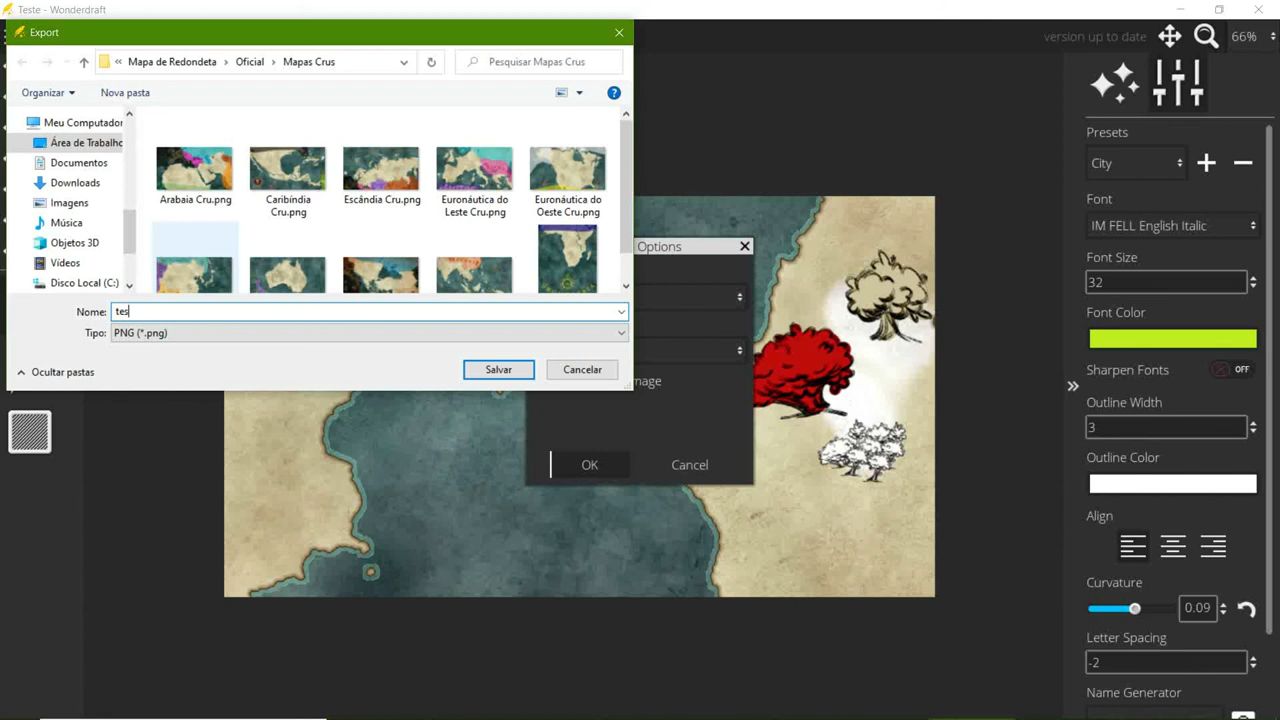 Teste - Wonderdraft
Export
version up to date
66%
Mapa de Redondeta
Oficial
Mapas Crus
Pesquisar Mapas Crus
Organizar
Nova pasta
Meu Computador
Área de Trabalho
Documentos
Downloads
Imagens
Música
Objetos 3D
Vídeos
Disco Local (C:)
Arabaia Cru.png
Caribíndia
Cru.png
Escândia Cru.png
Euronáutica do
Leste Cru.png
Euronáutica do
Oeste Cru.png
Nome:
tes
Tipo:
PNG (*.png)
Ocultar pastas
Salvar
Cancelar
Options
mage
OK
Cancel
Presets
City
Font
IM FELL English Italic
Font Size
32
Font Color
Sharpen Fonts
OFF
Outline Width
3
Outline Color
Align
Curvature
0.09
Letter Spacing
-2
Name Generator